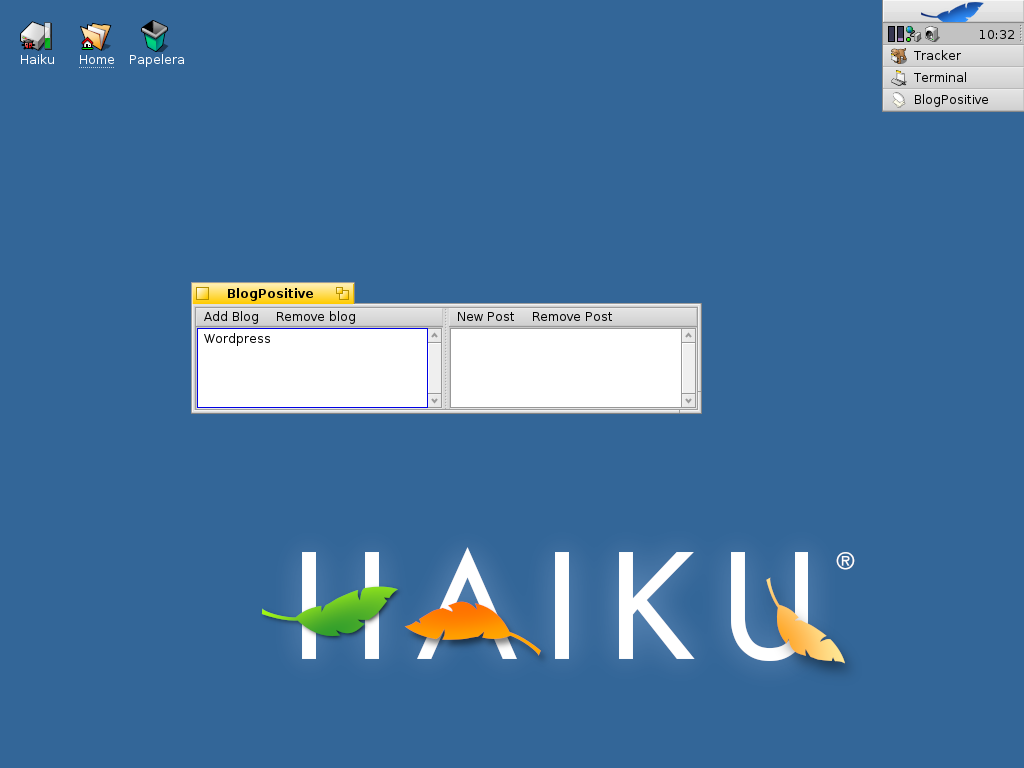 Haiku
Home
Papelera
10:32
Tracker
Terminal
BlogPositive
BlogPositive
Add Blog Remove blog
New Post Remove Post
Wordpress
HAIKU®